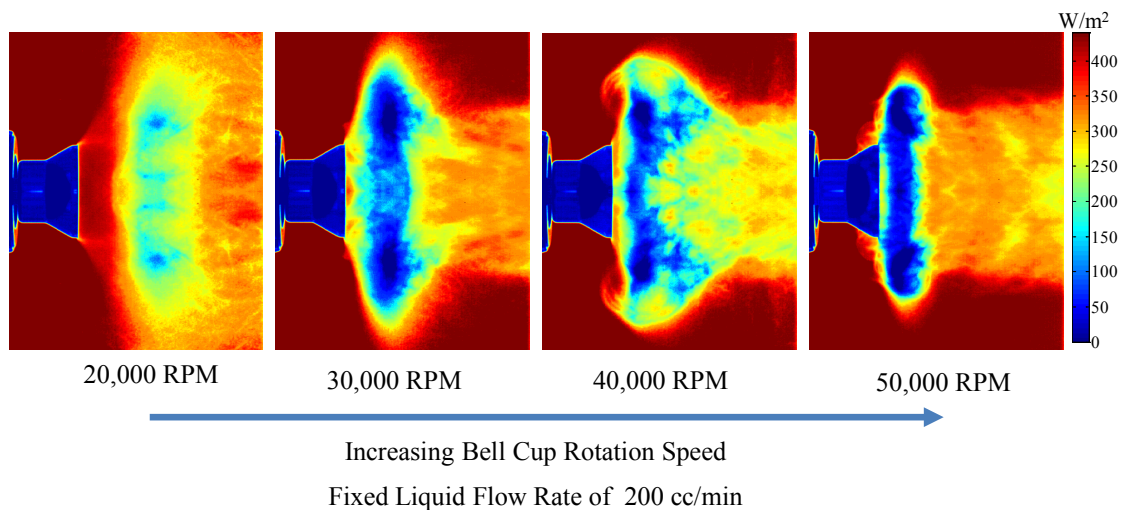 W/m²
400
350
300
250
200
150
100
50
0
20,000 RPM
30,000 RPM
40,000 RPM
50,000 RPM
Increasing Bell Cup Rotation Speed
Fixed Liquid Flow Rate of 200 cc/min